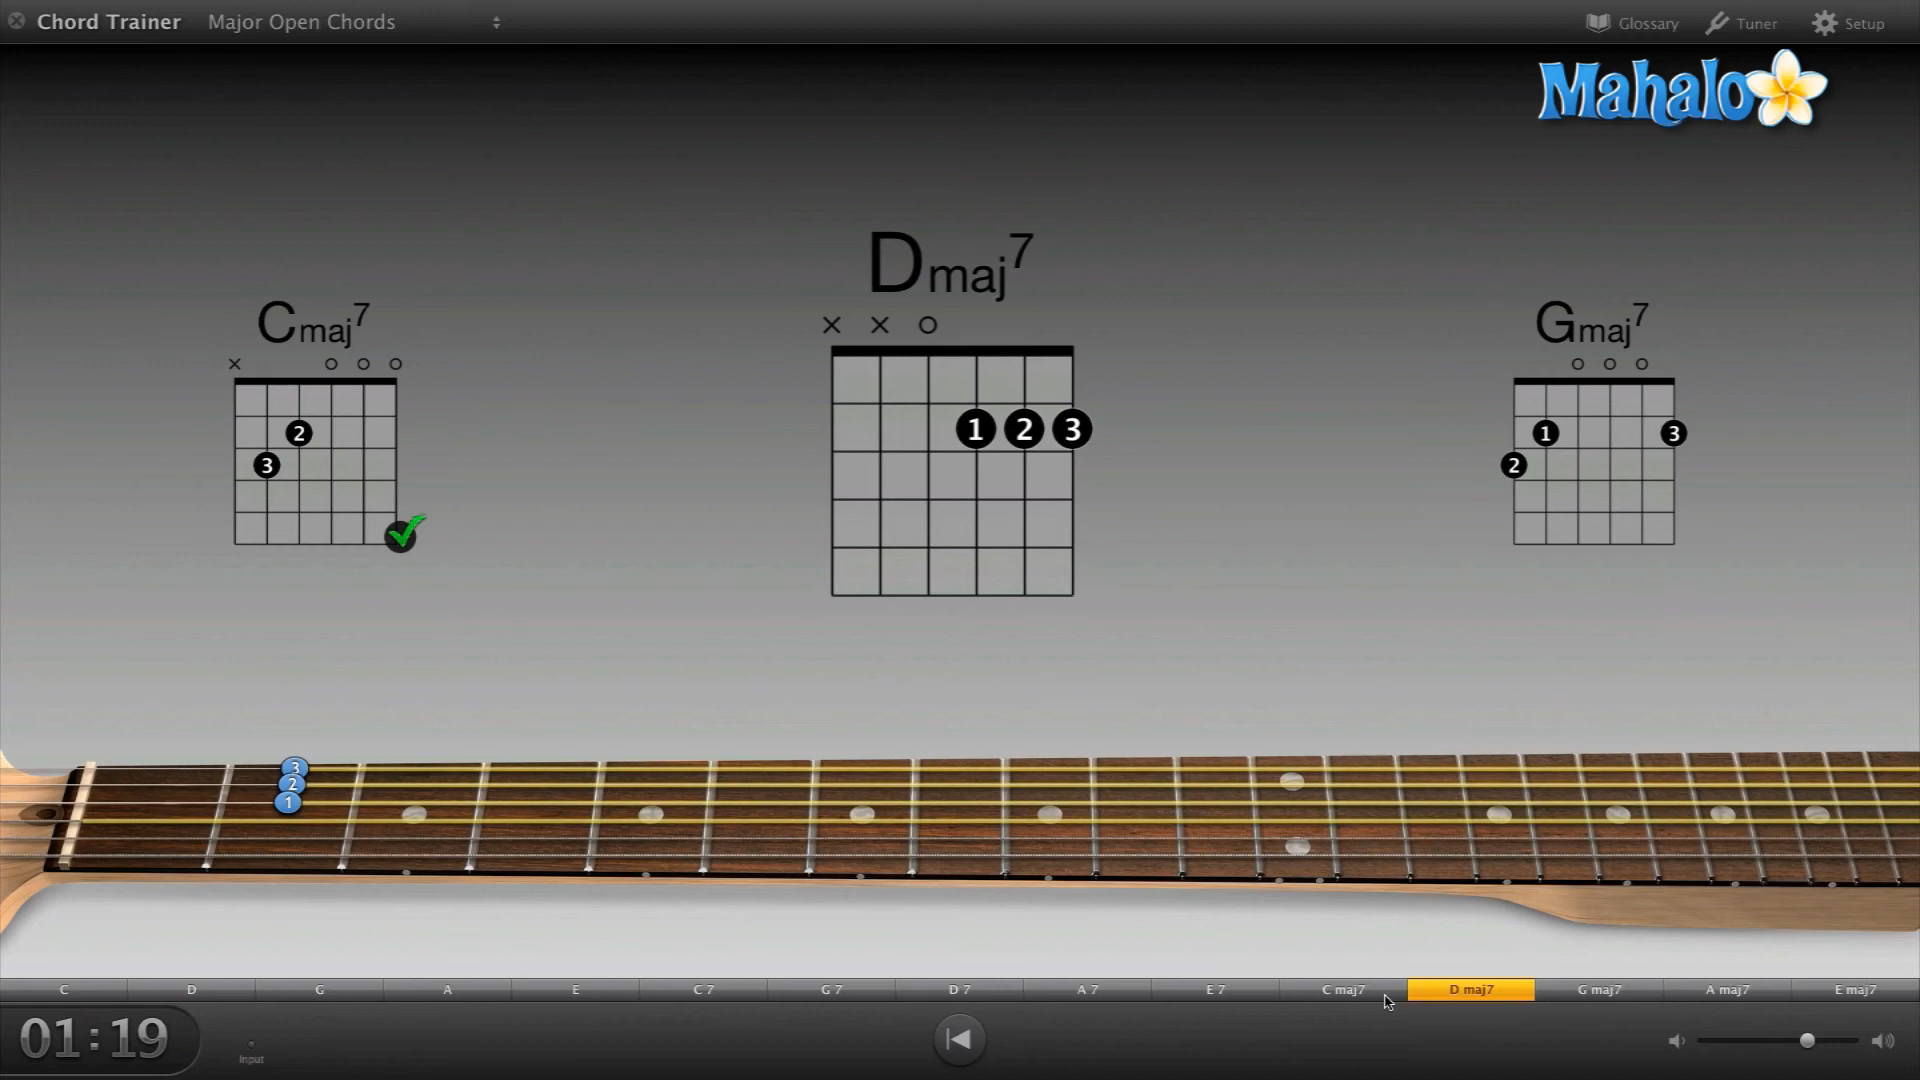 Chord Trainer Major Open Chords Glossary Tuner Setup
Mahalo
Dmaj7
Cmaj7
Gmaj7
× × ○
× ○ ○ ○
○ ○ ○
1 2 3
2
3
1 3
2
3
2
1
C D G A E C 7 G 7 D 7 A 7 E 7 C maj7 D maj7 G maj7 A maj7 E maj7
01:19
Input